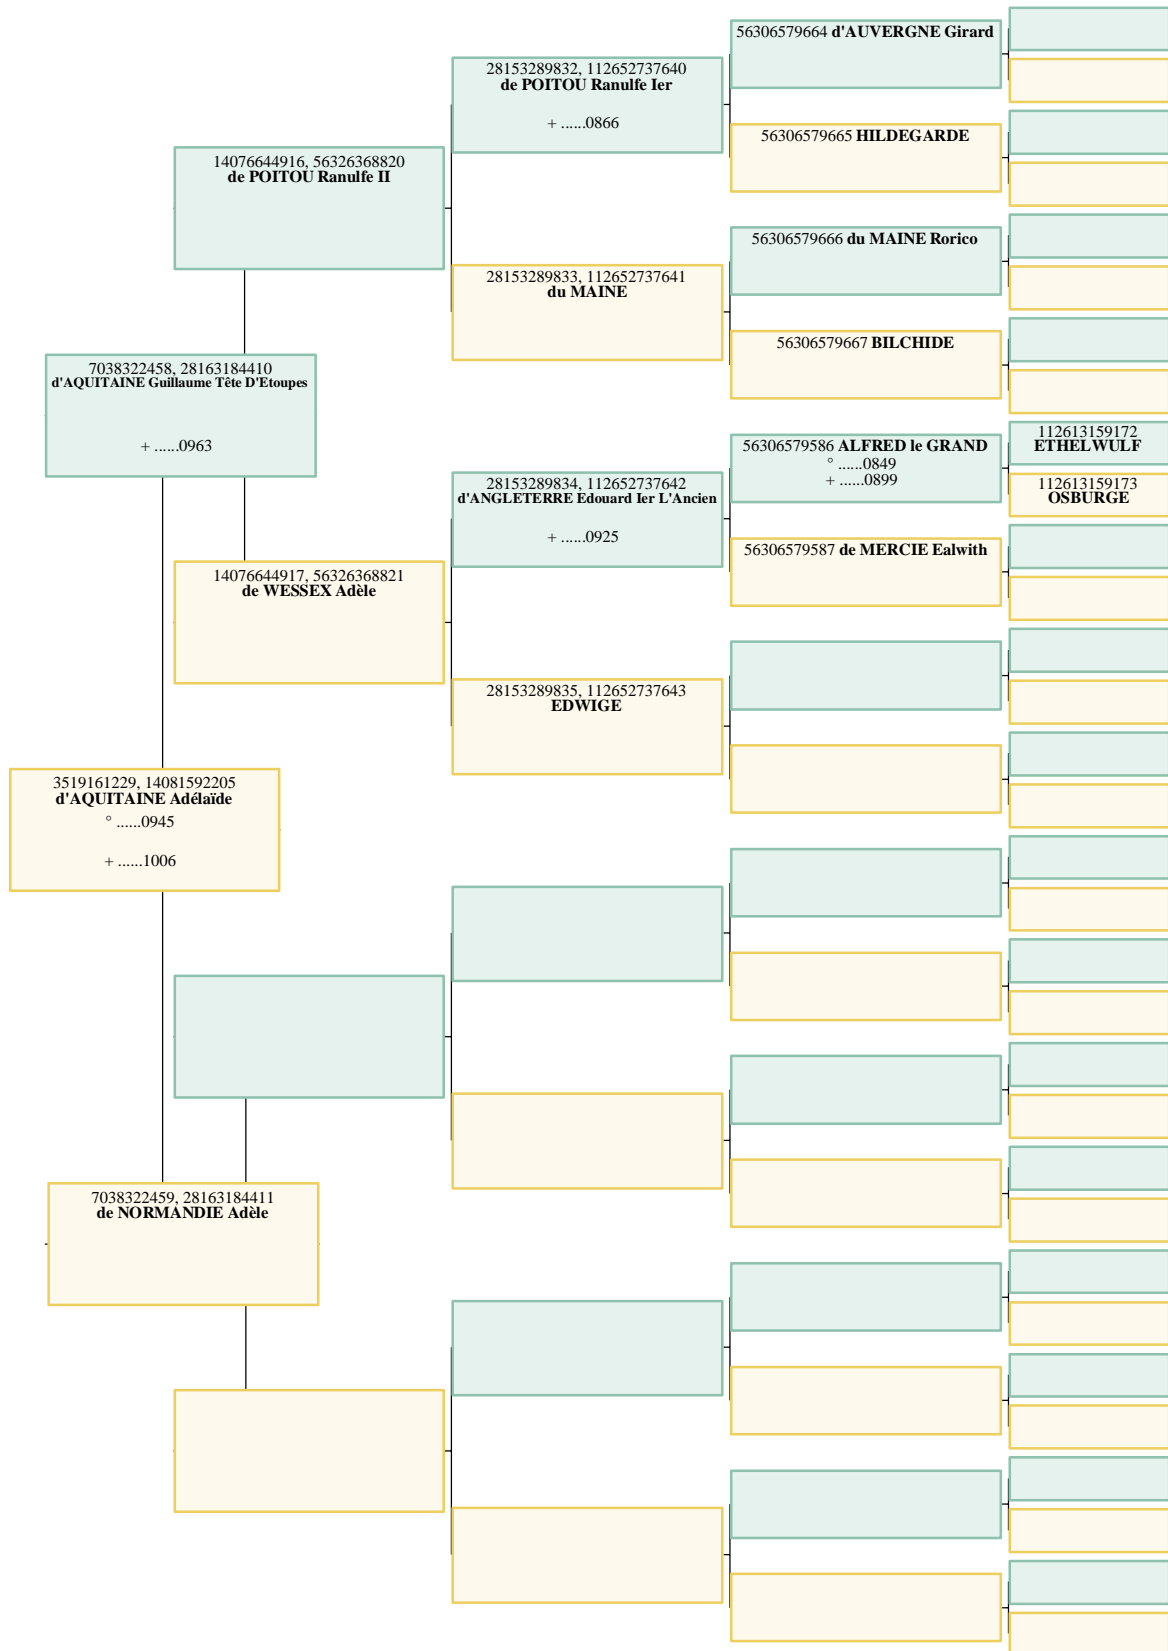 56306579664 d'AUVERGNE Girard
28153289832, 112652737640
de POITOU Ranulfe Ier
+ ......0866
56306579665 HILDEGARDE
14076644916, 56326368820
de POITOU Ranulfe II
56306579666 du MAINE Rorico
28153289833, 112652737641
du MAINE
56306579667 BILCHIDE
7038322458, 28163184410
d'AQUITAINE Guillaume Tête D'Etoupes
+ ......0963
56306579586 ALFRED le GRAND
° ......0849
+ ......0899
112613159172
ETHELWULF
112613159173
OSBURGE
28153289834, 112652737642
d'ANGLETERRE Edouard Ier L'Ancien
+ ......0925
56306579587 de MERCIE Ealwith
14076644917, 56326368821
de WESSEX Adèle
28153289835, 112652737643
EDWIGE
3519161229, 14081592205
d'AQUITAINE Adélaïde
° ......0945
+ ......1006
7038322459, 28163184411
de NORMANDIE Adèle